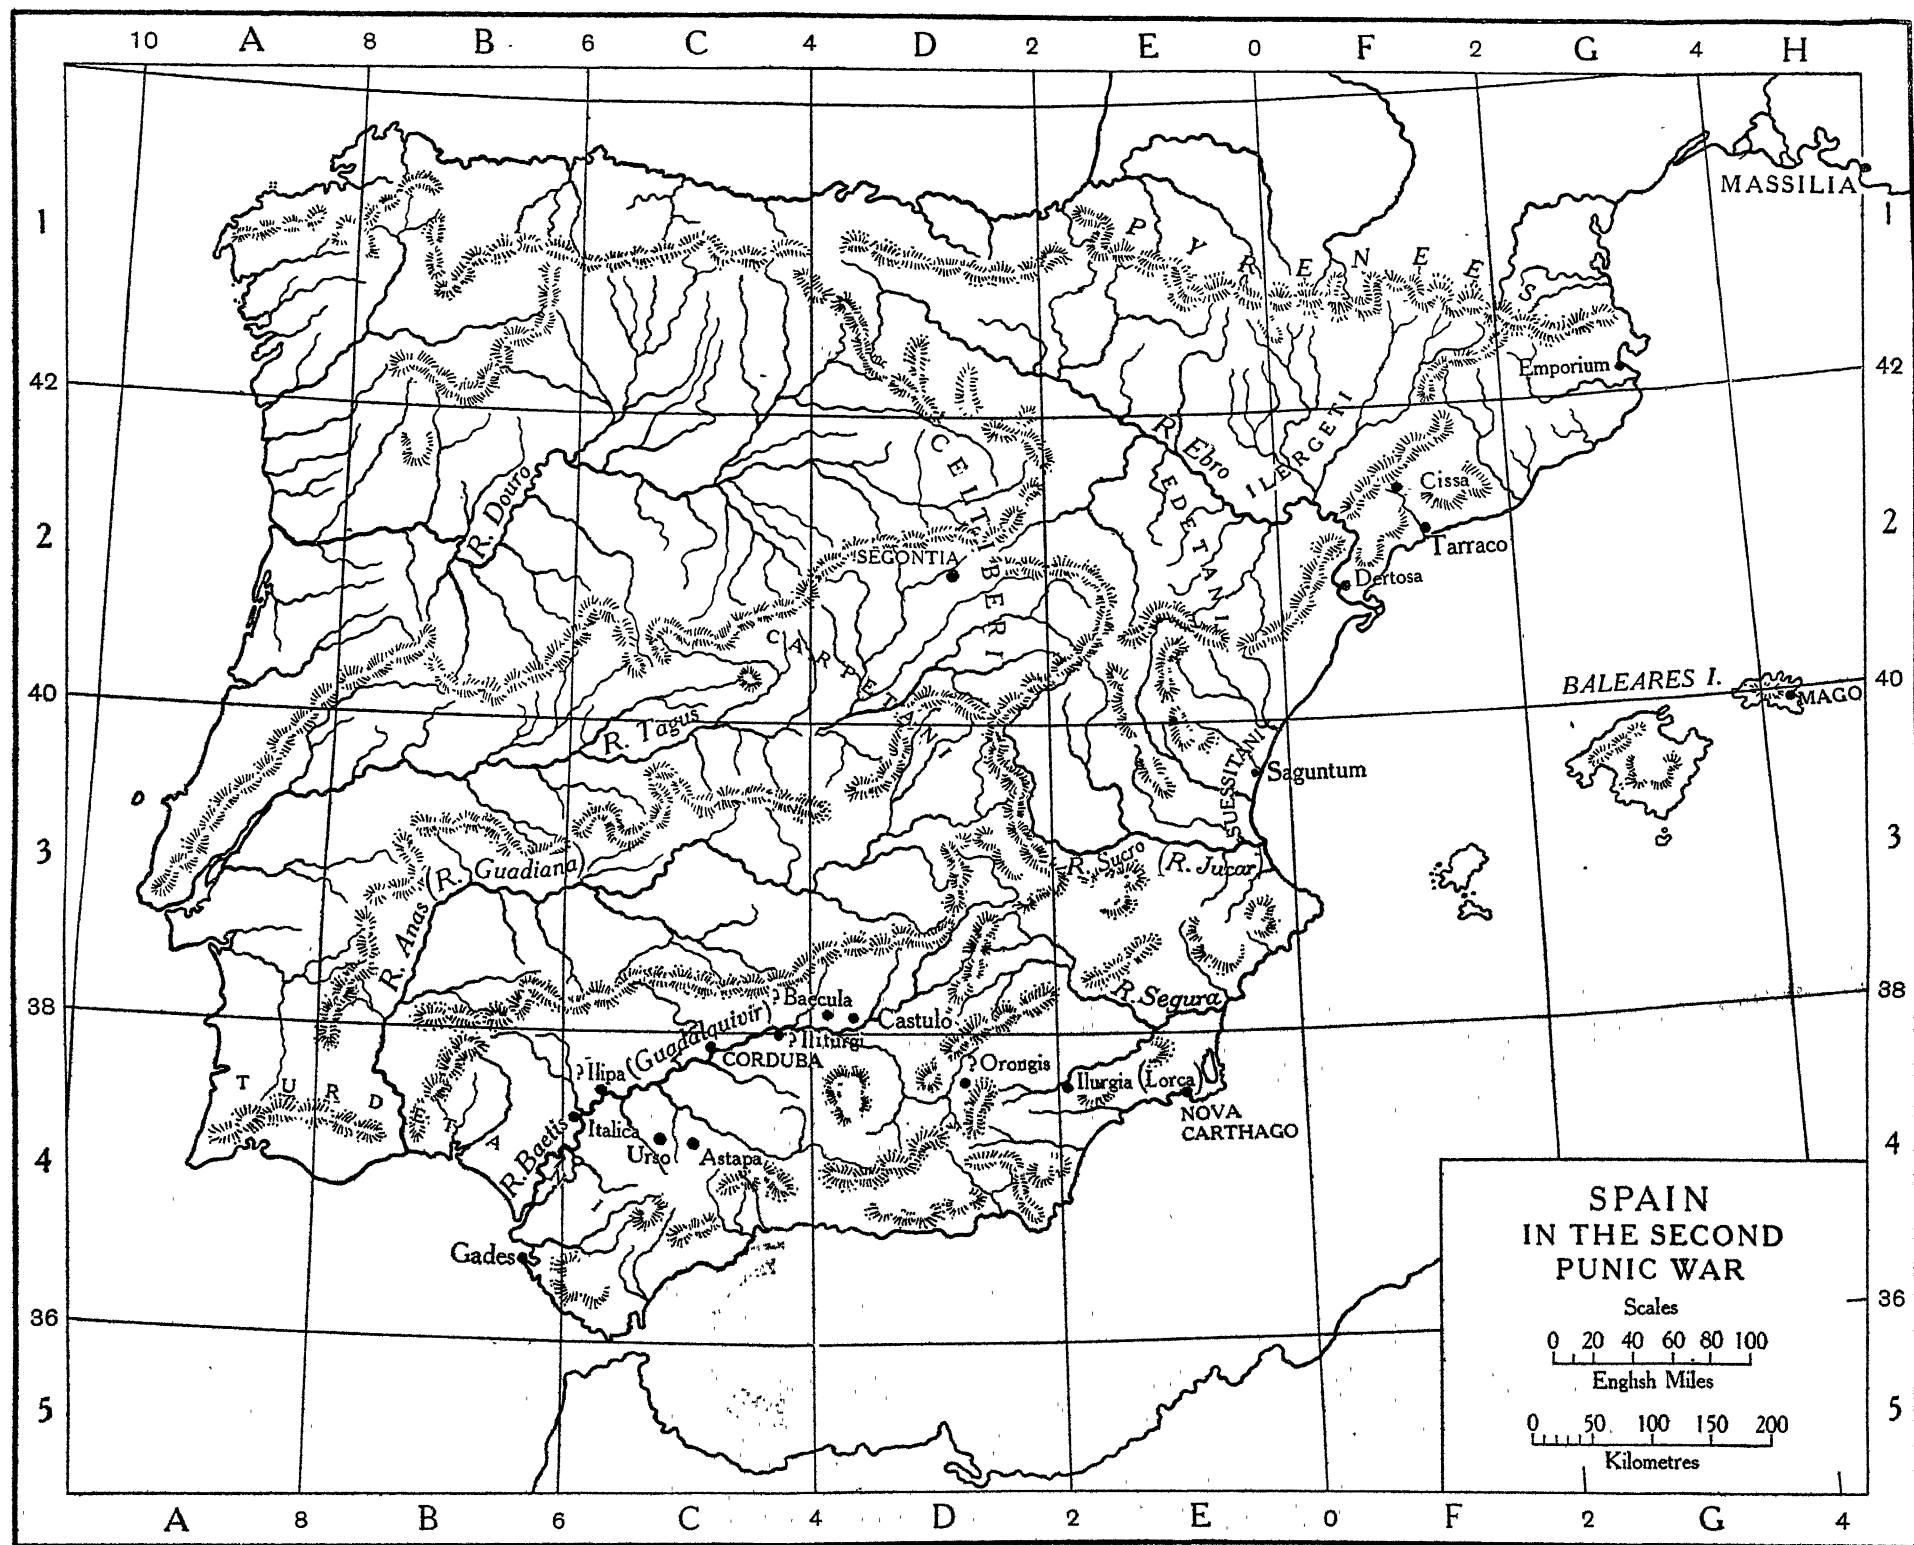 10 A 8 B 6 C 4 D 2 E 0 F 2 G 4 H
1
MASSILIA
1
PYRENEES
42
Emporium
42
R. Ebro
ILERGETI
CELTIBERI
EDETANI
Cissa
R. Douro
2
2
SEGONTIA
Tarraco
Dertosa
CARPETANI
40
BALEARES I.
40
MAGO
R. Tagus
SUESSITANI
Saguntum
3
3
R. Sucro (R. Jucar)
R. Anas (R. Guadiana)
38
R. Segura
38
? Baecula
Castulo
? Iliturgi
R. Baetis (Guadalquivir)
CORDUBA
? Orongis
? Ilipa
Ilurgia (Lorca)
TURDETANI
NOVA
CARTHAGO
Italica
Urso
Astapa
4
4
Gades
36
36
5
5
SPAIN
IN THE SECOND
PUNIC WAR
Scales
0 20 40 60 80 100
English Miles
0 50 100 150 200
Kilometres
A 8 B 6 C 4 D 2 E 0 F 2 G 4